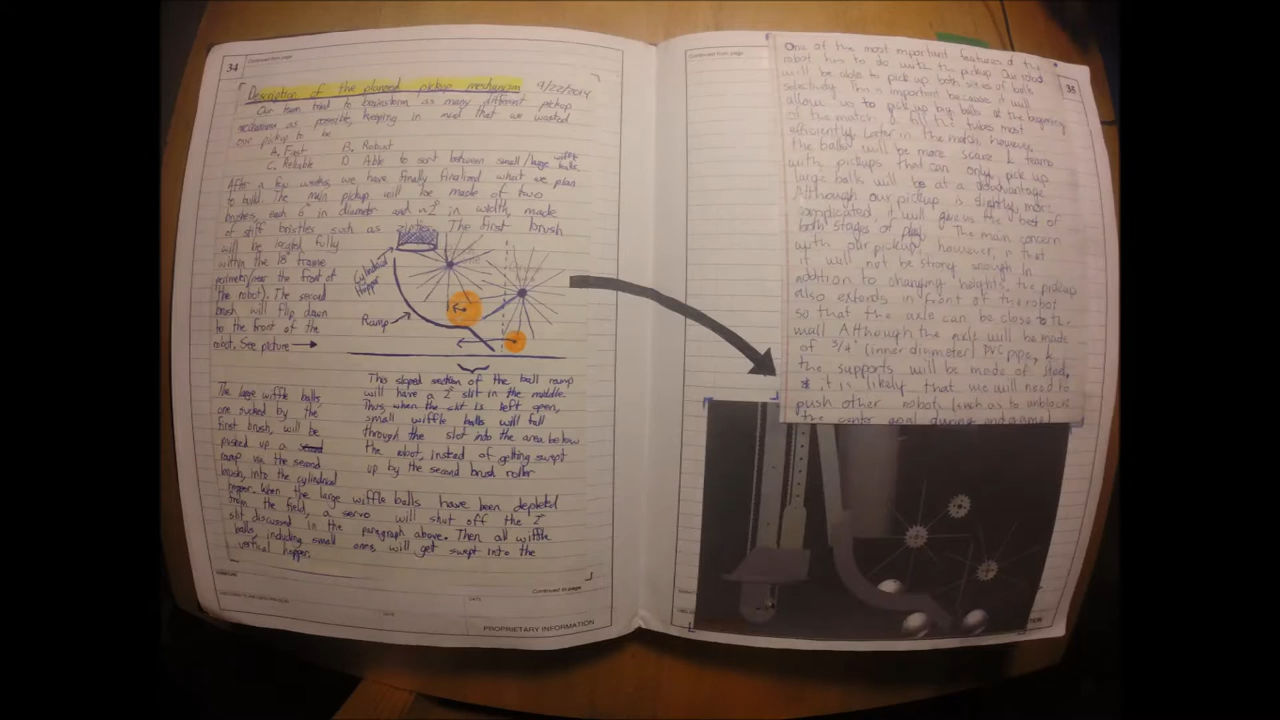 34
Continued from page
Description of the planned pickup mechanism 9/22/2014
Our team tried to brainstorm as many different pickup
as possible, keeping in mind that we wanted
our pickup to be
A. Fast B. Robust
C. Reliable D Able to sort between small/large wiffle balls.
After a few weeks, we have finally finalized what we plan
to build. The main pickup will be made of two
brushes, each 6" in diameter and 2" in width, made
of stiff bristles such as zipties. The first brush
will be located fully
within the 18" frame
perimeter (near the front of
the robot). The second
brush will flip down
to the front of the
robot. See picture
Cylindrical
Hopper
Ramp
The large wiffle balls,
once sucked by the
first brush, will be
pushed up a
ramp via the second
brush, into the cylindrical
hopper. When the large wiffle balls have been depleted
from the field, a servo will shut off the 2"
slit discussed in the paragraph above. Then all wiffle
balls, including small ones, will get swept into the
vertical hopper.
This sloped section of the ball ramp
will have a 2" slit in the middle
Thus, when the slit is left open,
small wiffle balls will fall
through the slot into the area below
the robot, instead of getting swept
up by the second brush roller
Continued to page
DATE
PROPRIETARY INFORMATION
Continued from page
35
One of the most important features of the
robot has to do with the pickup. Our robot
will be able to pick up both sizes of balls
selectivly. This is important because it will
allow us to pick up big balls at the beginning
of the match & fill the tubes most
efficiently. Later in the match, however,
the balls will be more scarce & teams
with pickups that can only pick up
large balls will be at a disadvantage
Although our pickup is slightly more
complicated, it will give us the best of
both stages of play. The main concern
with our pickup, however, is that
it will not be strong enough. In
addition to changing heights, the pickup
also extends in front of the robot
so that the axle can be close to the
wall. Although the axle will be made
of 3/4" (inner diameter) PVC pipe, &
the supports will be made of steel,
it is likely that we will need to
push other robots (such as to unblock
the center goal during endgame)